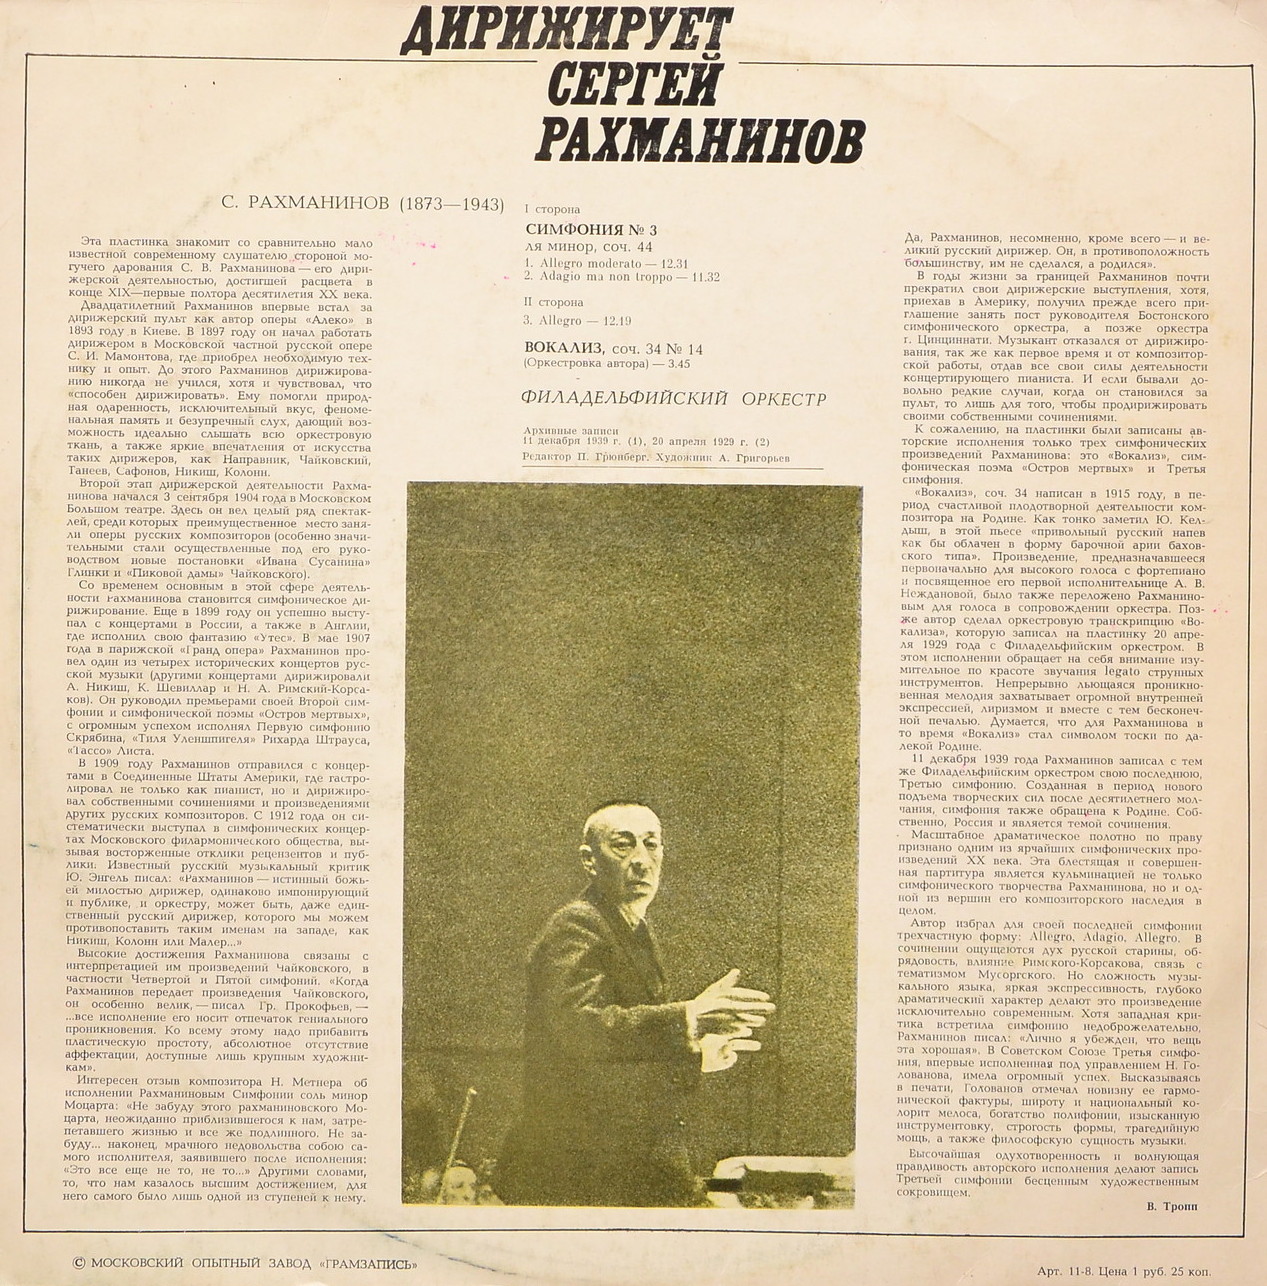 ДИРИЖИРУЕТ
СЕРГЕЙ
РАХМАНИНОВ
С. РАХМАНИНОВ (1873—1943)
Эта пластинка знакомит со сравнительно мало
известной современному слушателю стороной мо-
гучего дарования С. В. Рахманинова — его дири-
жерской деятельностью, достигшей расцвета в
конце XIX—первые полтора десятилетия XX века.
Двадцатилетний Рахманинов впервые встал за
дирижерский пульт как автор оперы «Алеко» в
1893 году в Киеве. В 1897 году он начал работать
дирижером в Московской частной русской опере
С. И. Мамонтова, где приобрел необходимую тех-
нику и опыт. До этого Рахманинов дирижирова-
нию никогда не учился, хотя и чувствовал, что
«способен дирижировать». Ему помогли природ-
ная одаренность, исключительный вкус, феноме-
нальная память и безупречный слух, дающий воз-
можность идеально слышать всю оркестровую
ткань, а также яркие впечатления от искусства
таких дирижеров, как Направник, Чайковский,
Танеев, Сафонов, Никиш, Колонн.
Второй этап дирижерской деятельности Рахма-
нинова начался 3 сентября 1904 года в Московском
Большом театре. Здесь он вел целый ряд спектак-
лей, среди которых преимущественное место заня-
ли оперы русских композиторов (особенно значи-
тельными стали осуществленные под его руко-
водством новые постановки «Ивана Сусанина»
Глинки и «Пиковой дамы» Чайковского).
Со временем основным в этой сфере деятель-
ности Рахманинова становится симфоническое ди-
рижирование. Еще в 1899 году он успешно высту-
пал с концертами в России, а также в Англии,
где исполнил свою фантазию «Утес». В мае 1907
года в парижской «Гранд опера» Рахманинов про-
вел один из четырех исторических концертов рус-
ской музыки (другими концертами дирижировали
А. Никиш, К. Шевиллар и Н. А. Римский-Корса-
ков). Он руководил премьерами своей Второй сим-
фонии и симфонической поэмы «Остров мертвых»,
с огромным успехом исполнял Первую симфонию
Скрябина, «Тиля Уленшпигеля» Рихарда Штрауса,
«Тассо» Листа.
В 1909 году Рахманинов отправился с концер-
тами в Соединенные Штаты Америки, где гастро-
лировал не только как пианист, но и дирижиро-
вал собственными сочинениями и произведениями
других русских композиторов. С 1912 года он си-
стематически выступал в симфонических концер-
тах Московского филармонического общества, вы-
зывая восторженные отклики рецензентов и пуб-
лики. Известный русский музыкальный критик
Ю. Энгель писал: «Рахманинов — истинный божь-
ей милостью дирижер, одинаково импонирующий
и публике, и оркестру, может быть, даже един-
ственный русский дирижер, которого мы можем
противопоставить таким именам на западе, как
Никиш, Колонн или Малер...»
Высокие достижения Рахманинова связаны с
интерпретацией им произведений Чайковского, в
частности Четвертой и Пятой симфоний. «Когда
Рахманинов передает произведения Чайковского,
он особенно велик, — писал Гр. Прокофьев, —
...все исполнение его носит отпечаток гениального
проникновения. Ко всему этому надо прибавить
пластическую простоту, абсолютное отсутствие
аффектации, доступные лишь крупным художни-
кам».
Интересен отзыв композитора Н. Метнера об
исполнении Рахманиновым Симфонии соль минор
Моцарта: «Не забуду этого рахманиновского Мо-
царта, неожиданно приблизившегося к нам, затре-
петавшего жизнью и все же подлинного. Не за-
буду... наконец, мрачного недовольства собою са-
мого исполнителя, заявившего после исполнения:
«Это все еще не то, не то...» Другими словами,
то, что нам казалось высшим достижением, для
него самого было лишь одной из ступеней к нему.
I сторона
СИМФОНИЯ № 3
ля минор, соч. 44
1. Allegro moderato — 12.31
2. Adagio ma non troppo — 11.32
II сторона
3. Allegro — 12.19
ВОКАЛИЗ, соч. 34 № 14
(Оркестровка автора) — 3.45
ФИЛАДЕЛЬФИЙСКИЙ ОРКЕСТР
Архивные записи
11 декабря 1939 г. (1), 20 апреля 1929 г. (2)
Редактор П. Грюнберг. Художник А. Григорьев
Да, Рахманинов, несомненно, кроме всего — и ве-
ликий русский дирижер. Он, в противоположность
большинству, им не сделался, а родился».
В годы жизни за границей Рахманинов почти
прекратил свои дирижерские выступления, хотя,
приехав в Америку, получил прежде всего при-
глашение занять пост руководителя Бостонского
симфонического оркестра, а позже оркестра
г. Цинциннати. Музыкант отказался от дирижиро-
вания, так же как первое время и от композитор-
ской работы, отдав все свои силы деятельности
концертирующего пианиста. И если бывали до-
вольно редкие случаи, когда он становился за
пульт, то лишь для того, чтобы продирижировать
своими собственными сочинениями.
К сожалению, на пластинки были записаны ав-
торские исполнения только трех симфонических
произведений Рахманинова: это «Вокализ», сим-
фоническая поэма «Остров мертвых» и Третья
симфония.
«Вокализ», соч. 34 написан в 1915 году, в пе-
риод счастливой плодотворной деятельности ком-
позитора на Родине. Как тонко заметил Ю. Кел-
дыш, в этой пьесе «привольный русский напев
как бы облачен в форму барочной арии бахов-
ского типа». Произведение, предназначавшееся
первоначально для высокого голоса с фортепиано
и посвященное его первой исполнительнице А. В.
Неждановой, было также переложено Рахманино-
вым для голоса в сопровождении оркестра. Поз-
же автор сделал оркестровую транскрипцию «Во-
кализа», которую записал на пластинку 20 апре-
ля 1929 года с Филадельфийским оркестром. В
этом исполнении обращает на себя внимание изу-
мительное по красоте звучания legato струнных
инструментов. Непрерывно льющаяся проникно-
венная мелодия захватывает огромной внутренней
экспрессией, лиризмом и вместе с тем бесконеч-
ной печалью. Думается, что для Рахманинова в
то время «Вокализ» стал символом тоски по да-
лекой Родине.
11 декабря 1939 года Рахманинов записал с тем
же Филадельфийским оркестром свою последнюю,
Третью симфонию. Созданная в период нового
подъема творческих сил после десятилетнего мол-
чания, симфония также обращена к Родине. Соб-
ственно, Россия и является темой сочинения.
Масштабное драматическое полотно по праву
признано одним из ярчайших симфонических про-
изведений XX века. Эта блестящая и совершен-
ная партитура является кульминацией не только
симфонического творчества Рахманинова, но и од-
ной из вершин его композиторского наследия в
целом.
Автор избрал для своей последней симфонии
трехчастную форму: Allegro, Adagio, Allegro. В
сочинении ощущеются дух русской старины, об-
рядовость, влияние Римского-Корсакова, связь с
тематизмом Мусоргского. Но сложность музы-
кального языка, яркая экспрессивность, глубоко
драматический характер делают это произведение
исключительно современным. Хотя западная кри-
тика встретила симфонию недоброжелательно,
Рахманинов писал: «Лично я убежден, что вещь
эта хорошая». В Советском Союзе Третья симфо-
ния, впервые исполненная под управлением Н. Го-
лованова, имела огромный успех. Высказываясь
в печати, Голованов отмечал новизну ее гармо-
нической фактуры, широту и национальный ко-
лорит мелоса, богатство полифонии, изысканную
инструментовку, строгость формы, трагедийную
мощь, а также философскую сущность музыки.
Высочайшая одухотворенность и волнующая
правдивость авторского исполнения делают запись
Третьей симфонии бесценным художественным
сокровищем.
В. Тропп
© МОСКОВСКИЙ ОПЫТНЫЙ ЗАВОД «ГРАМЗАПИСЬ»
Арт. 11-8. Цена 1 руб. 25 коп.